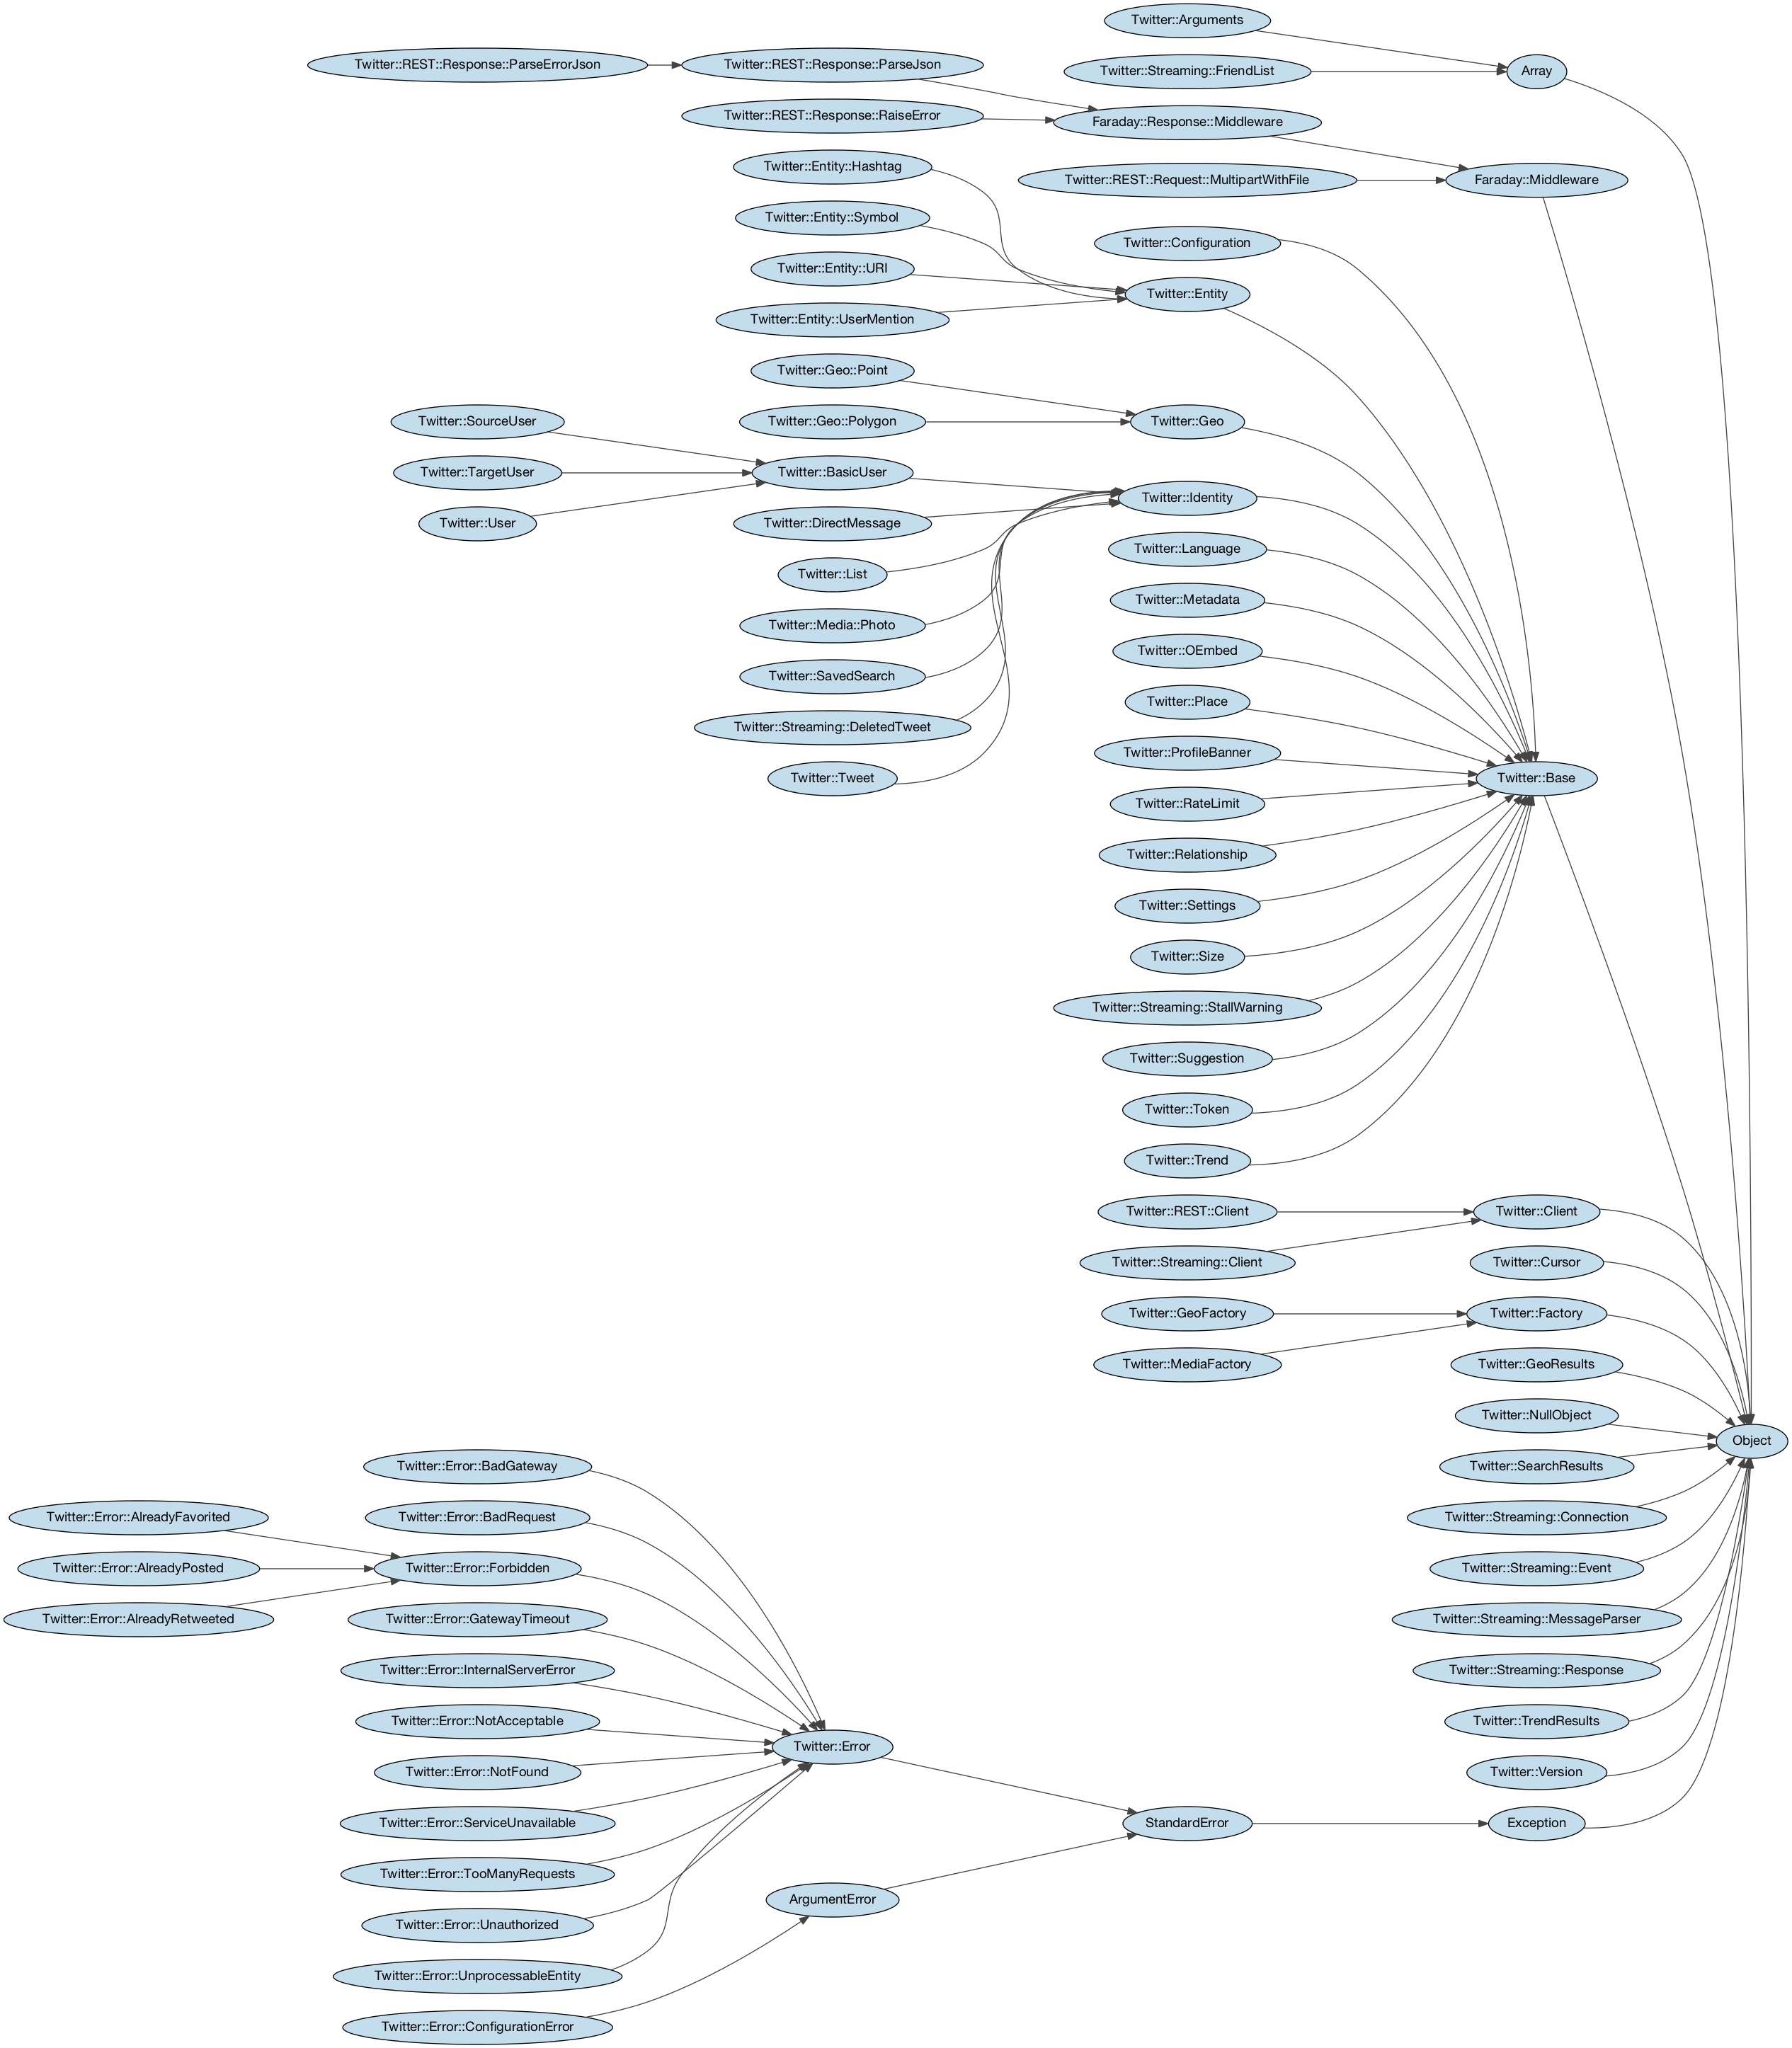 Twitter::Arguments
Twitter::REST::Response::ParseErrorJson
Twitter::REST::Response::ParseJson
Twitter::Streaming::FriendList
Array
Twitter::REST::Response::RaiseError
Faraday::Response::Middleware
Twitter::Entity::Hashtag
Twitter::REST::Request::MultipartWithFile
Faraday::Middleware
Twitter::Entity::Symbol
Twitter::Configuration
Twitter::Entity::URI
Twitter::Entity
Twitter::Entity::UserMention
Twitter::Geo::Point
Twitter::SourceUser
Twitter::Geo::Polygon
Twitter::Geo
Twitter::TargetUser
Twitter::BasicUser
Twitter::Identity
Twitter::User
Twitter::DirectMessage
Twitter::Language
Twitter::List
Twitter::Metadata
Twitter::Media::Photo
Twitter::OEmbed
Twitter::SavedSearch
Twitter::Place
Twitter::Streaming::DeletedTweet
Twitter::ProfileBanner
Twitter::Tweet
Twitter::Base
Twitter::RateLimit
Twitter::Relationship
Twitter::Settings
Twitter::Size
Twitter::Streaming::StallWarning
Twitter::Suggestion
Twitter::Token
Twitter::Trend
Twitter::REST::Client
Twitter::Client
Twitter::Streaming::Client
Twitter::Cursor
Twitter::GeoFactory
Twitter::Factory
Twitter::MediaFactory
Twitter::GeoResults
Twitter::NullObject
Object
Twitter::Error::BadGateway
Twitter::SearchResults
Twitter::Error::AlreadyFavorited
Twitter::Error::BadRequest
Twitter::Streaming::Connection
Twitter::Error::AlreadyPosted
Twitter::Error::Forbidden
Twitter::Streaming::Event
Twitter::Error::AlreadyRetweeted
Twitter::Error::GatewayTimeout
Twitter::Streaming::MessageParser
Twitter::Error::InternalServerError
Twitter::Streaming::Response
Twitter::Error::NotAcceptable
Twitter::TrendResults
Twitter::Error
Twitter::Error::NotFound
Twitter::Version
Twitter::Error::ServiceUnavailable
StandardError
Exception
Twitter::Error::TooManyRequests
ArgumentError
Twitter::Error::Unauthorized
Twitter::Error::UnprocessableEntity
Twitter::Error::ConfigurationError